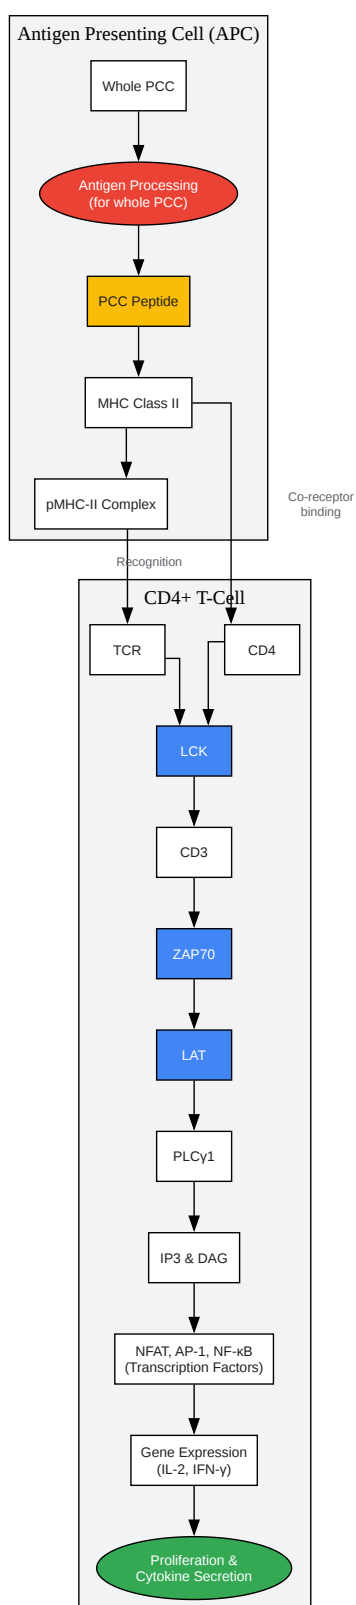 Antigen Presenting Cell (APC)
Whole PCC
Antigen Processing
(for whole PCC)
PCC Peptide
MHC Class II
pMHC-II Complex
Co-receptor
binding
Recognition
CD4+ T-Cell
TCR
CD4
LCK
CD3
ZAP70
LAT
PLCγ1
IP3 & DAG
NFAT, AP-1, NF-κB
(Transcription Factors)
Gene Expression
(IL-2, IFN-γ)
Proliferation &
Cytokine Secretion